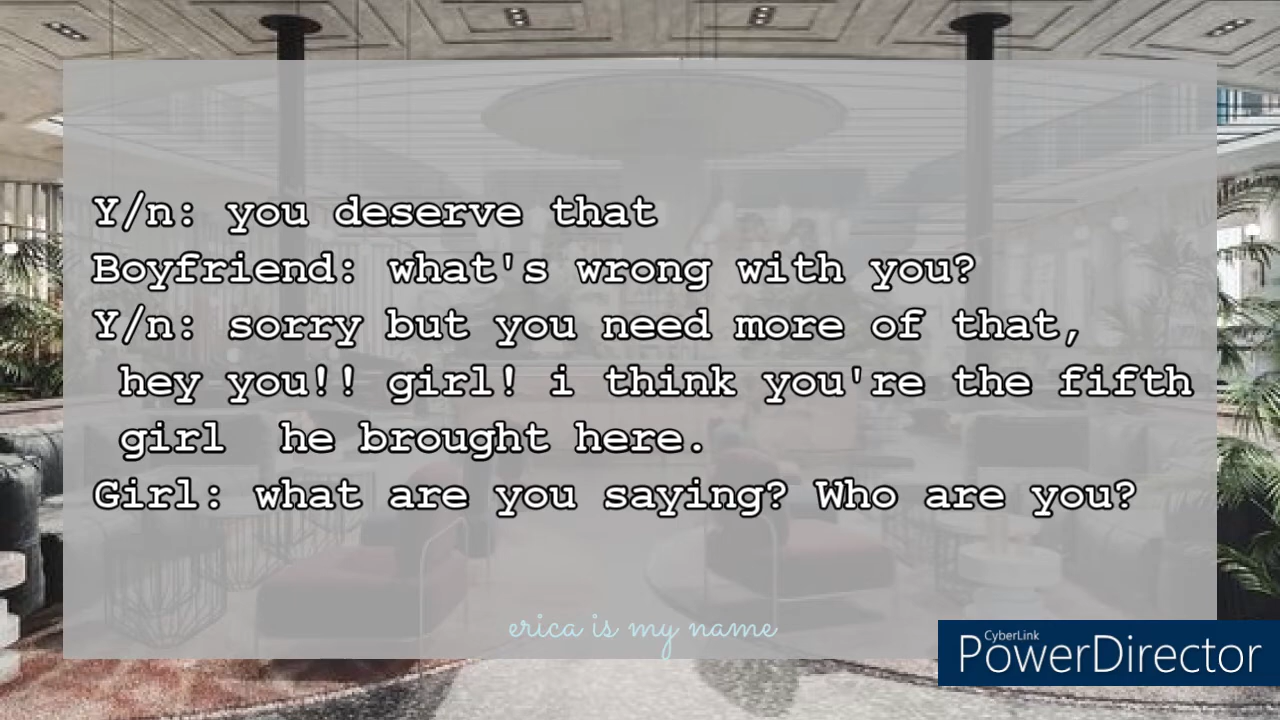 Y/n: you deserve that
Boyfriend: what's wrong with you?
Y/n: sorry but you need more of that,
hey you!! girl! i think you're the fifth
girl  he brought here.
Girl: what are you saying? Who are you?
erica is my name
CyberLink
PowerDirector